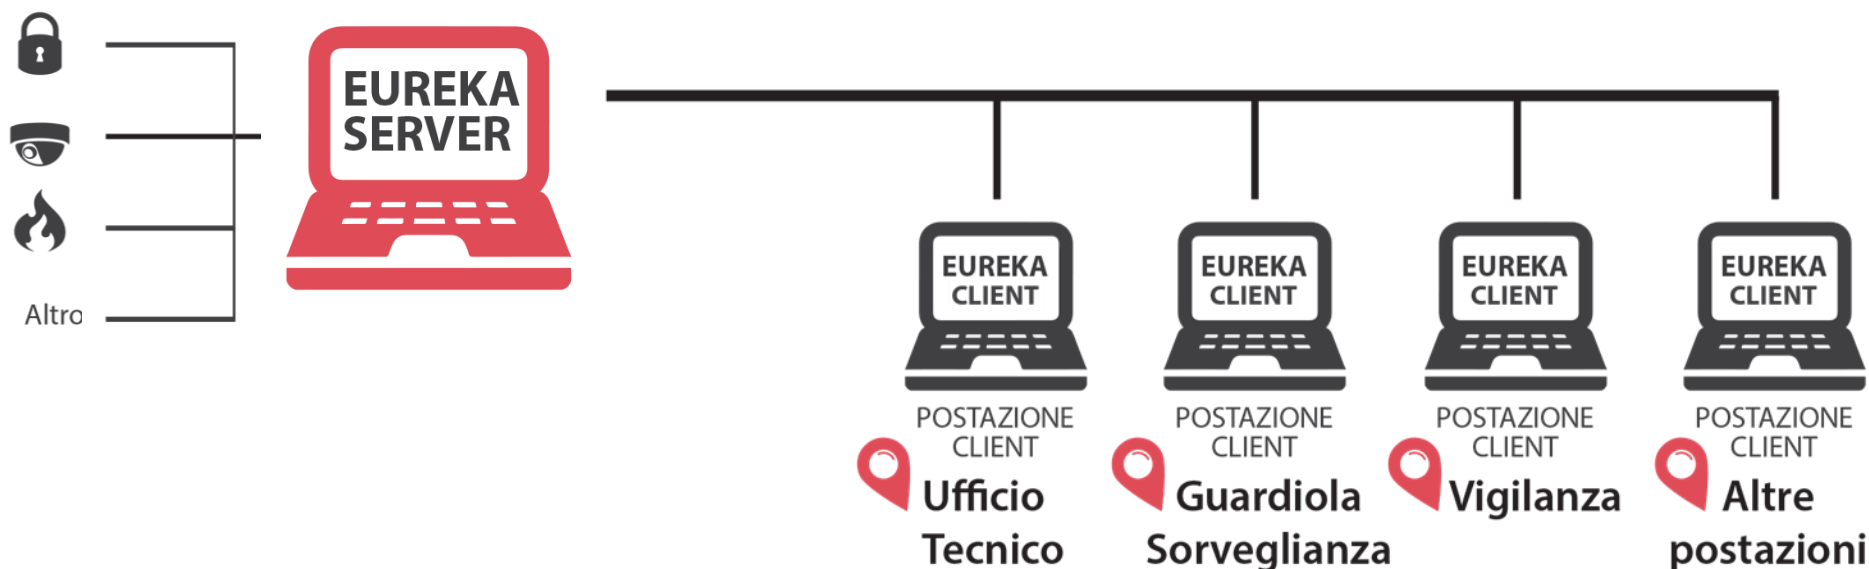 EUREKA
SERVER
Altro
EUREKA
CLIENT
POSTAZIONE
CLIENT
Ufficio
Tecnico
EUREKA
CLIENT
POSTAZIONE
CLIENT
Guardiola
Sorveglianza
EUREKA
CLIENT
POSTAZIONE
CLIENT
Vigilanza
EUREKA
CLIENT
POSTAZIONE
CLIENT
Altre
postazioni